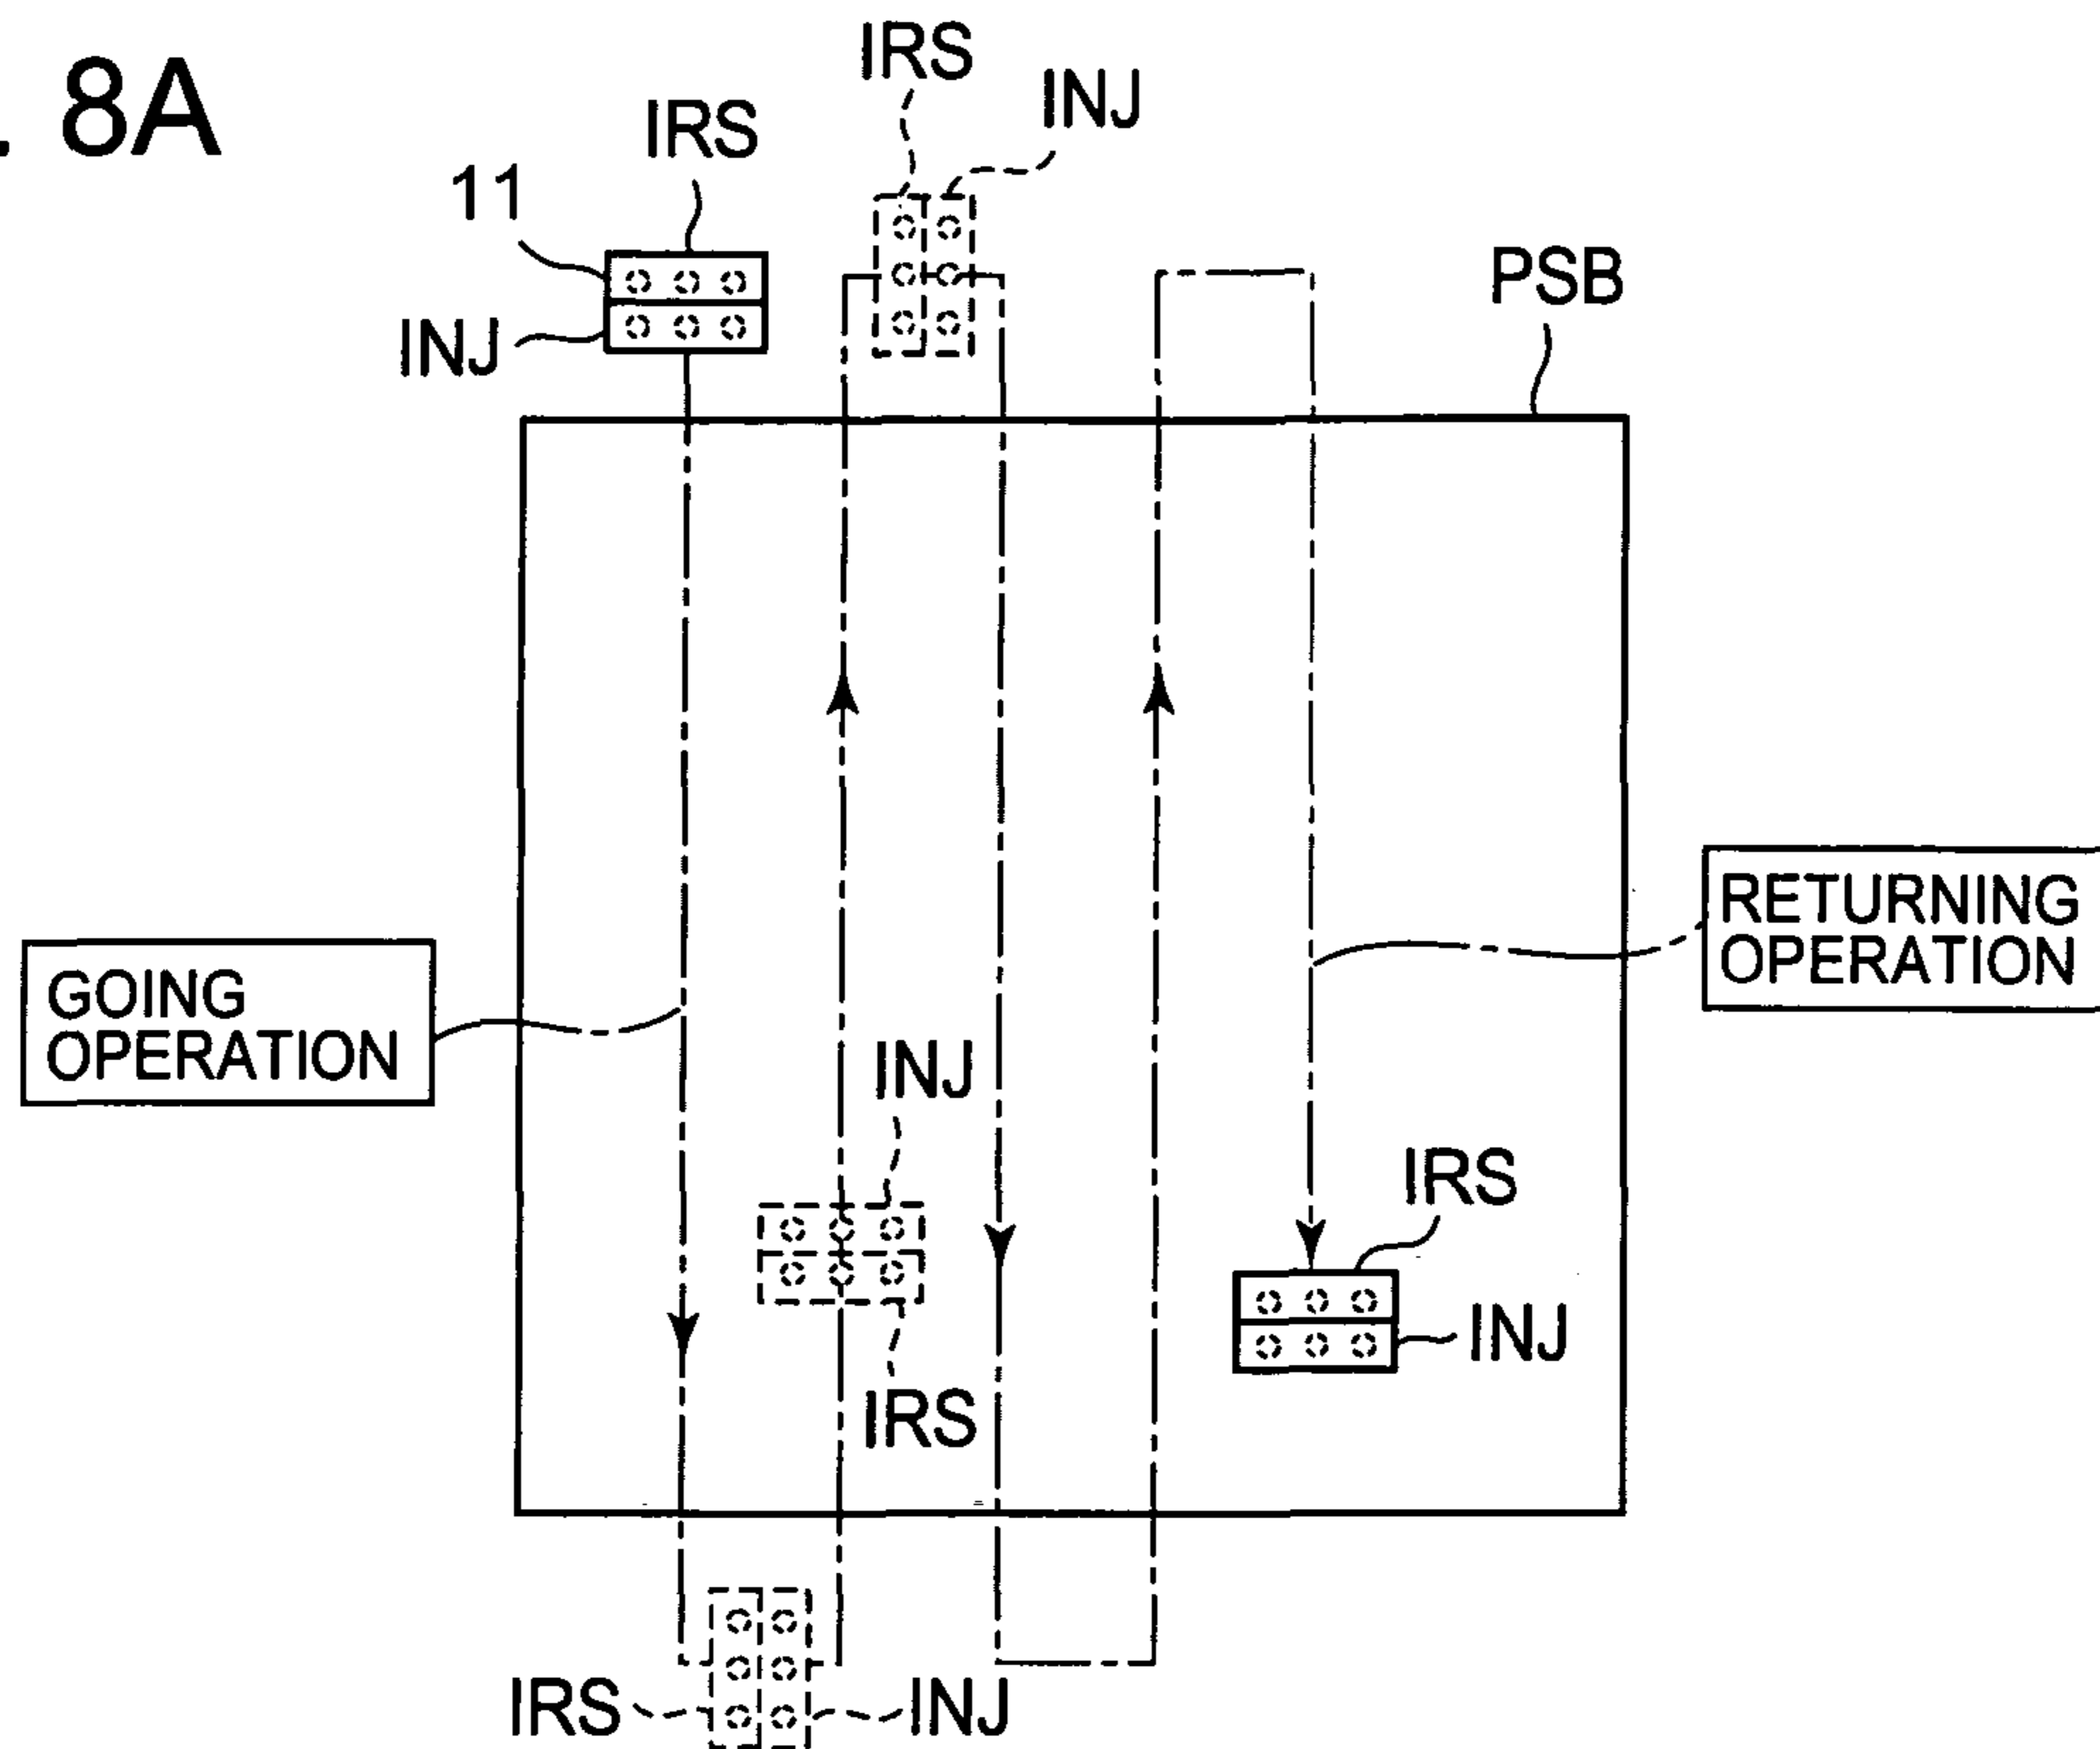 . 8A
IRS
INJ
IRS
11
INJ
PSB
RETURNING
OPERATION
GOING
OPERATION
INJ
IRS
INJ
IRS
IRS
INJ